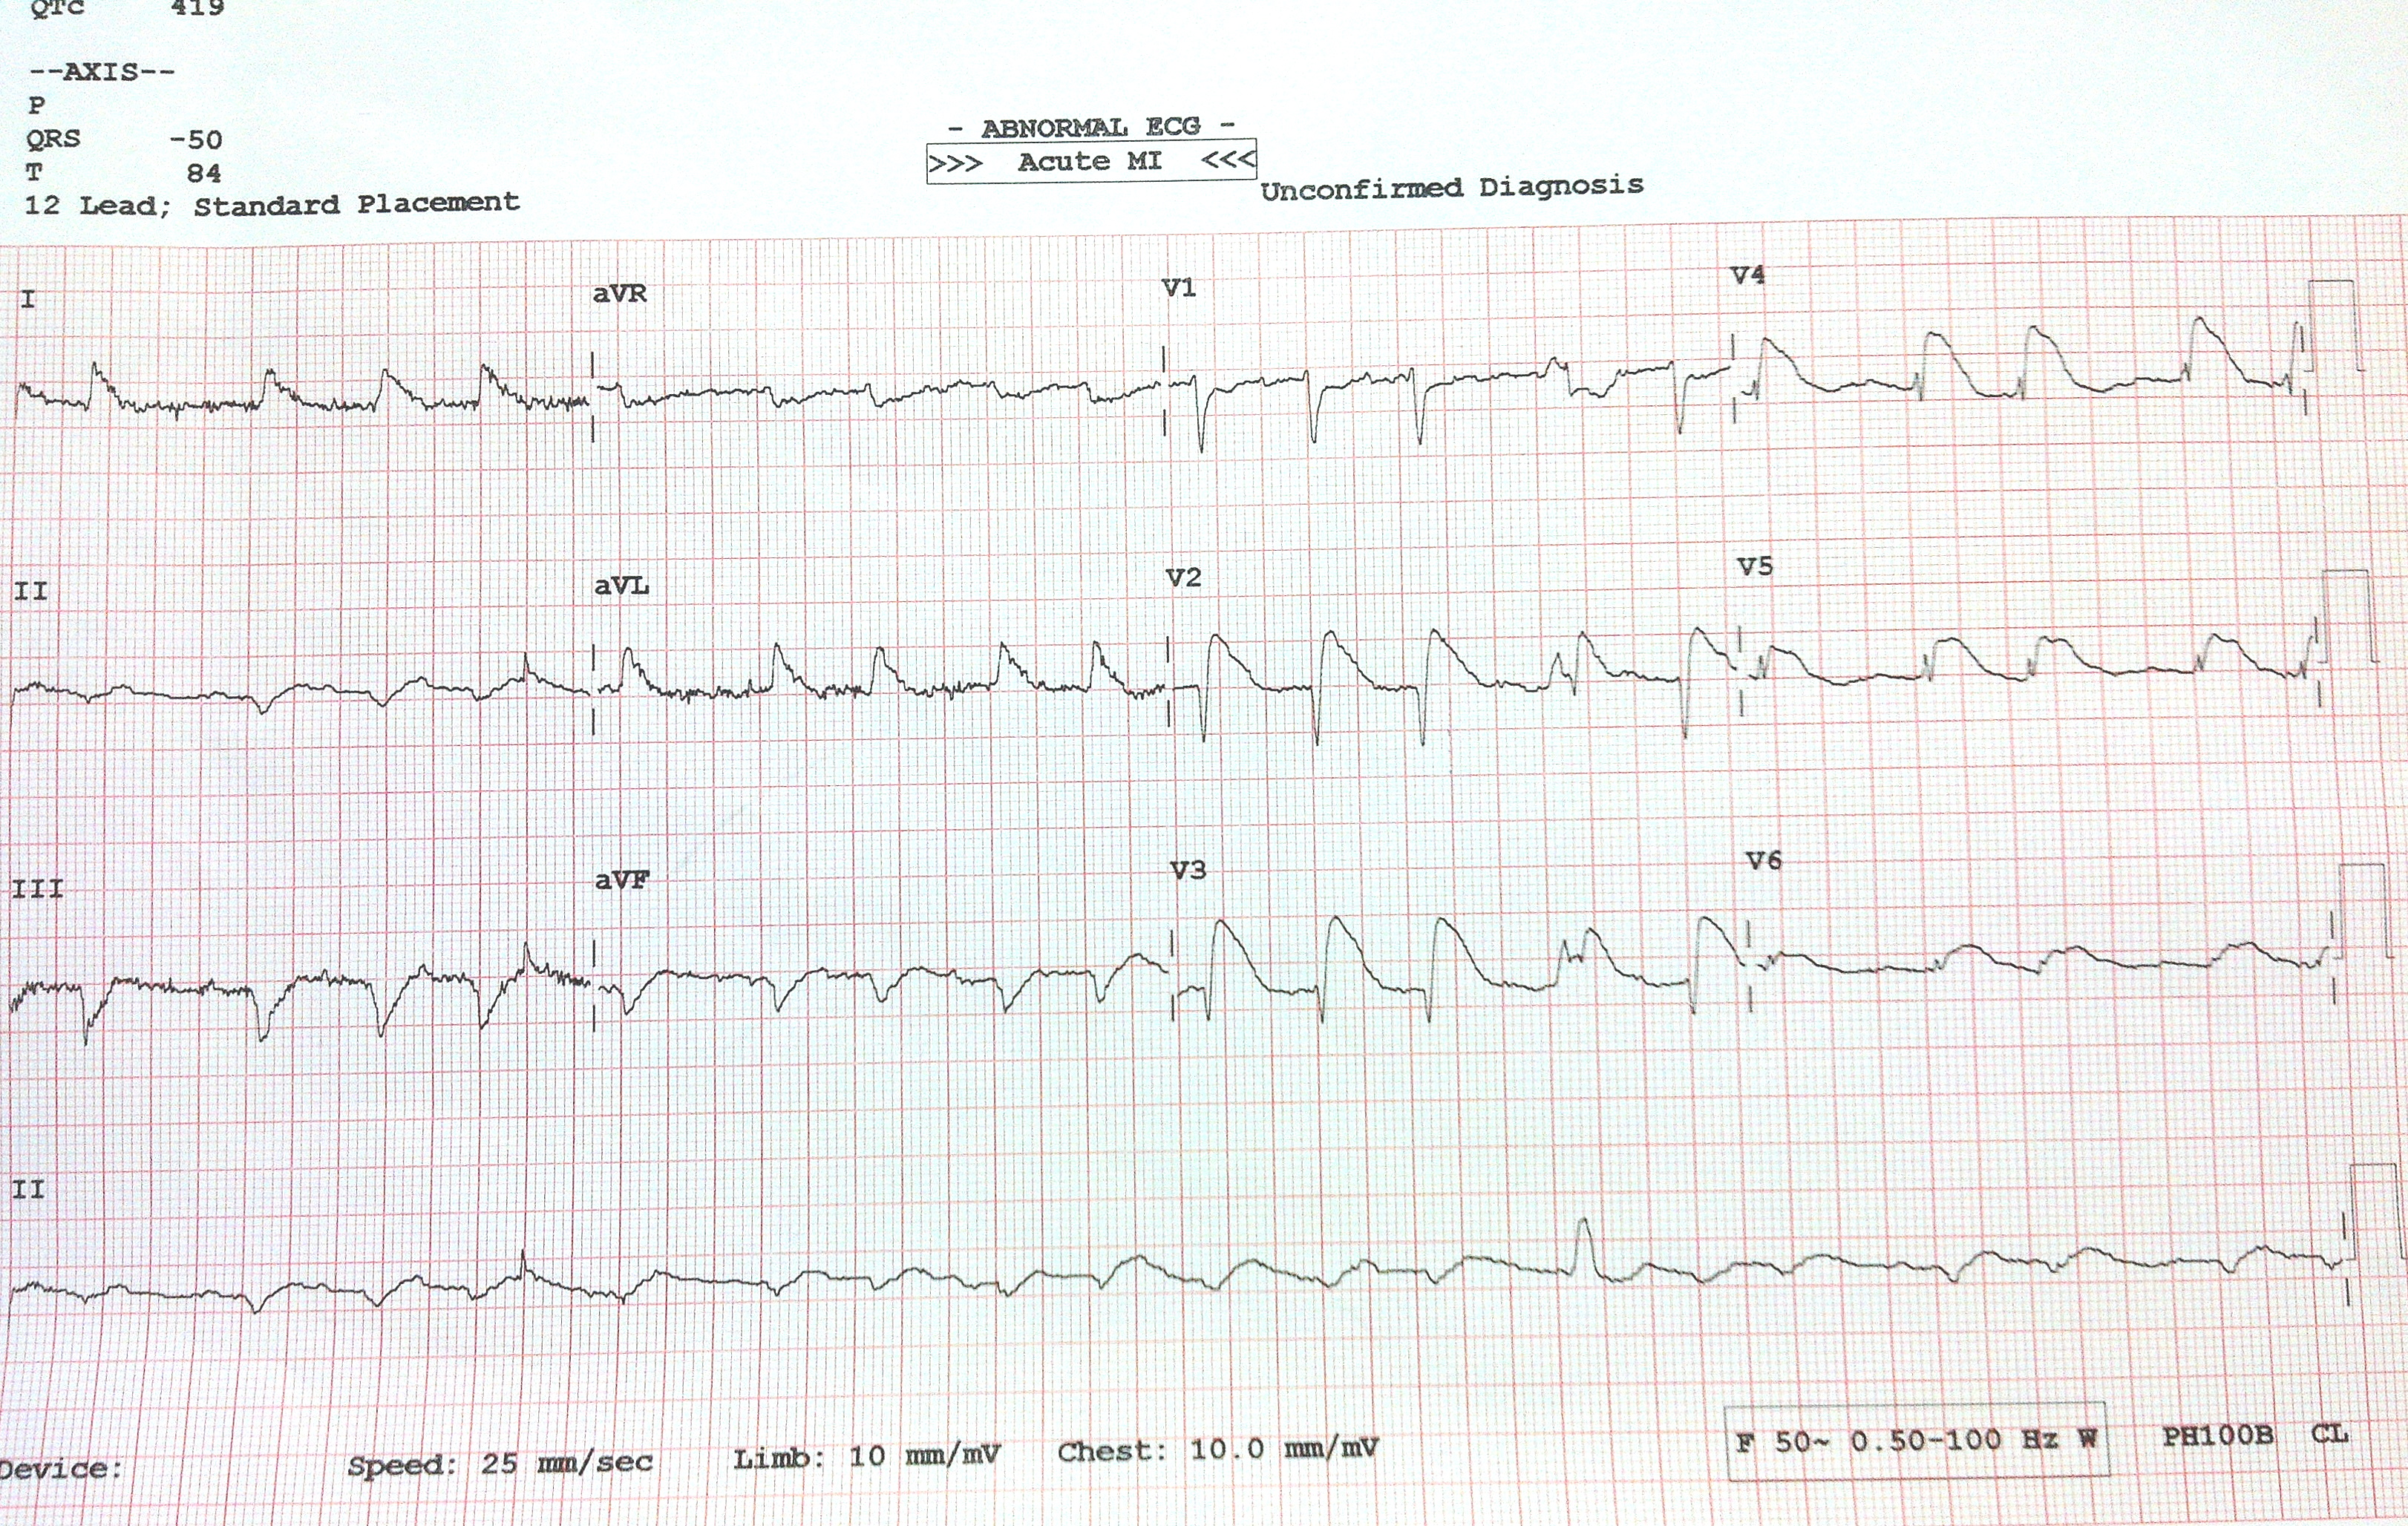 QTc 419
--AXIS--
P
QRS -50
T 84
12 Lead; Standard Placement
- ABNORMAL ECG -
>>> Acute MI <<<
Unconfirmed Diagnosis
I aVR V1 V4
II aVL V2 V5
III aVF V3 V6
II
Device: Speed: 25 mm/sec Limb: 10 mm/mV Chest: 10.0 mm/mV F 50~ 0.50-100 Hz W PH100B CL